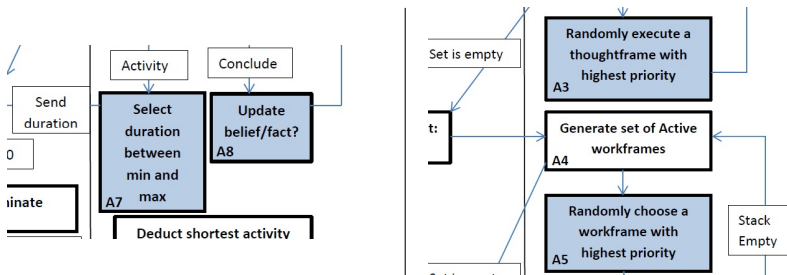 Activity
Conclude
Send
duration
Select
duration
between
min and
max
A7
Update
belief/fact?
A8
0
inate
Deduct shortest activity
Set is empty
Randomly execute a
thoughtframe with
highest priority
A3
t:
Generate set of Active
workframes
A4
Randomly choose a
workframe with
highest priority
A5
Stack
Empty